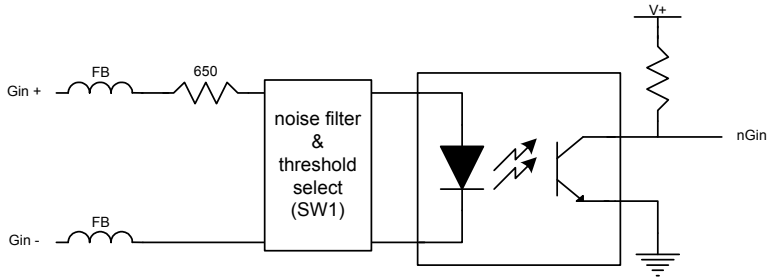 V+
FB
650
Gin +
noise filter
&
threshold
select
(SW1)
nGin
FB
Gin -